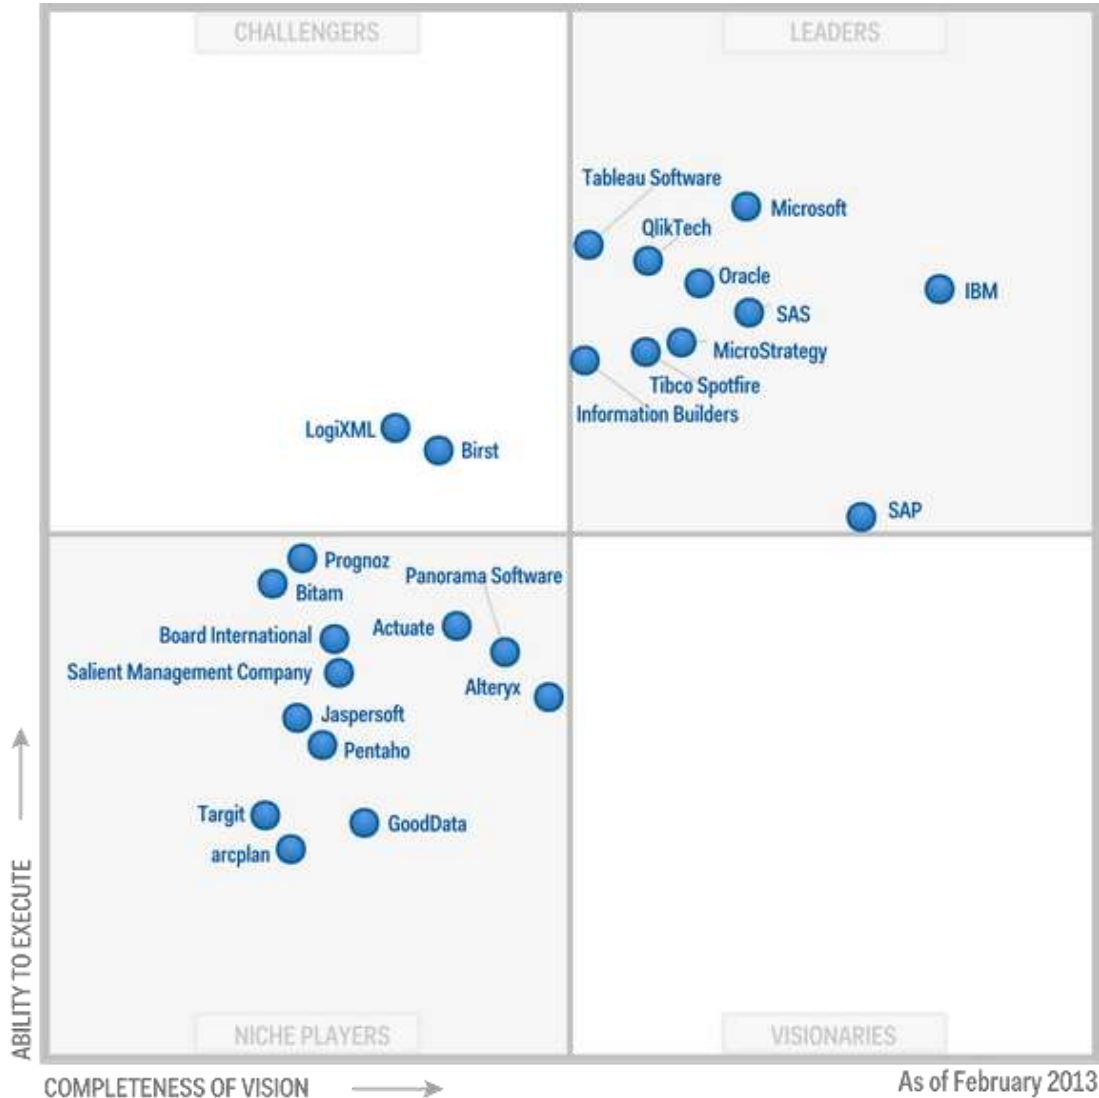 CHALLENGERS
LEADERS
Tableau Software
Microsoft
QlikTech
Oracle
IBM
SAS
MicroStrategy
Tibco Spotfire
Information Builders
LogiXML
Birst
SAP
Prognoz
Panorama Software
Bitam
Actuate
Board International
Salient Management Company
Alteryx
Jaspersoft
Pentaho
Targit
GoodData
arcplan
ABILITY TO EXECUTE
NICHE PLAYERS
VISIONARIES
COMPLETENESS OF VISION
As of February 2013